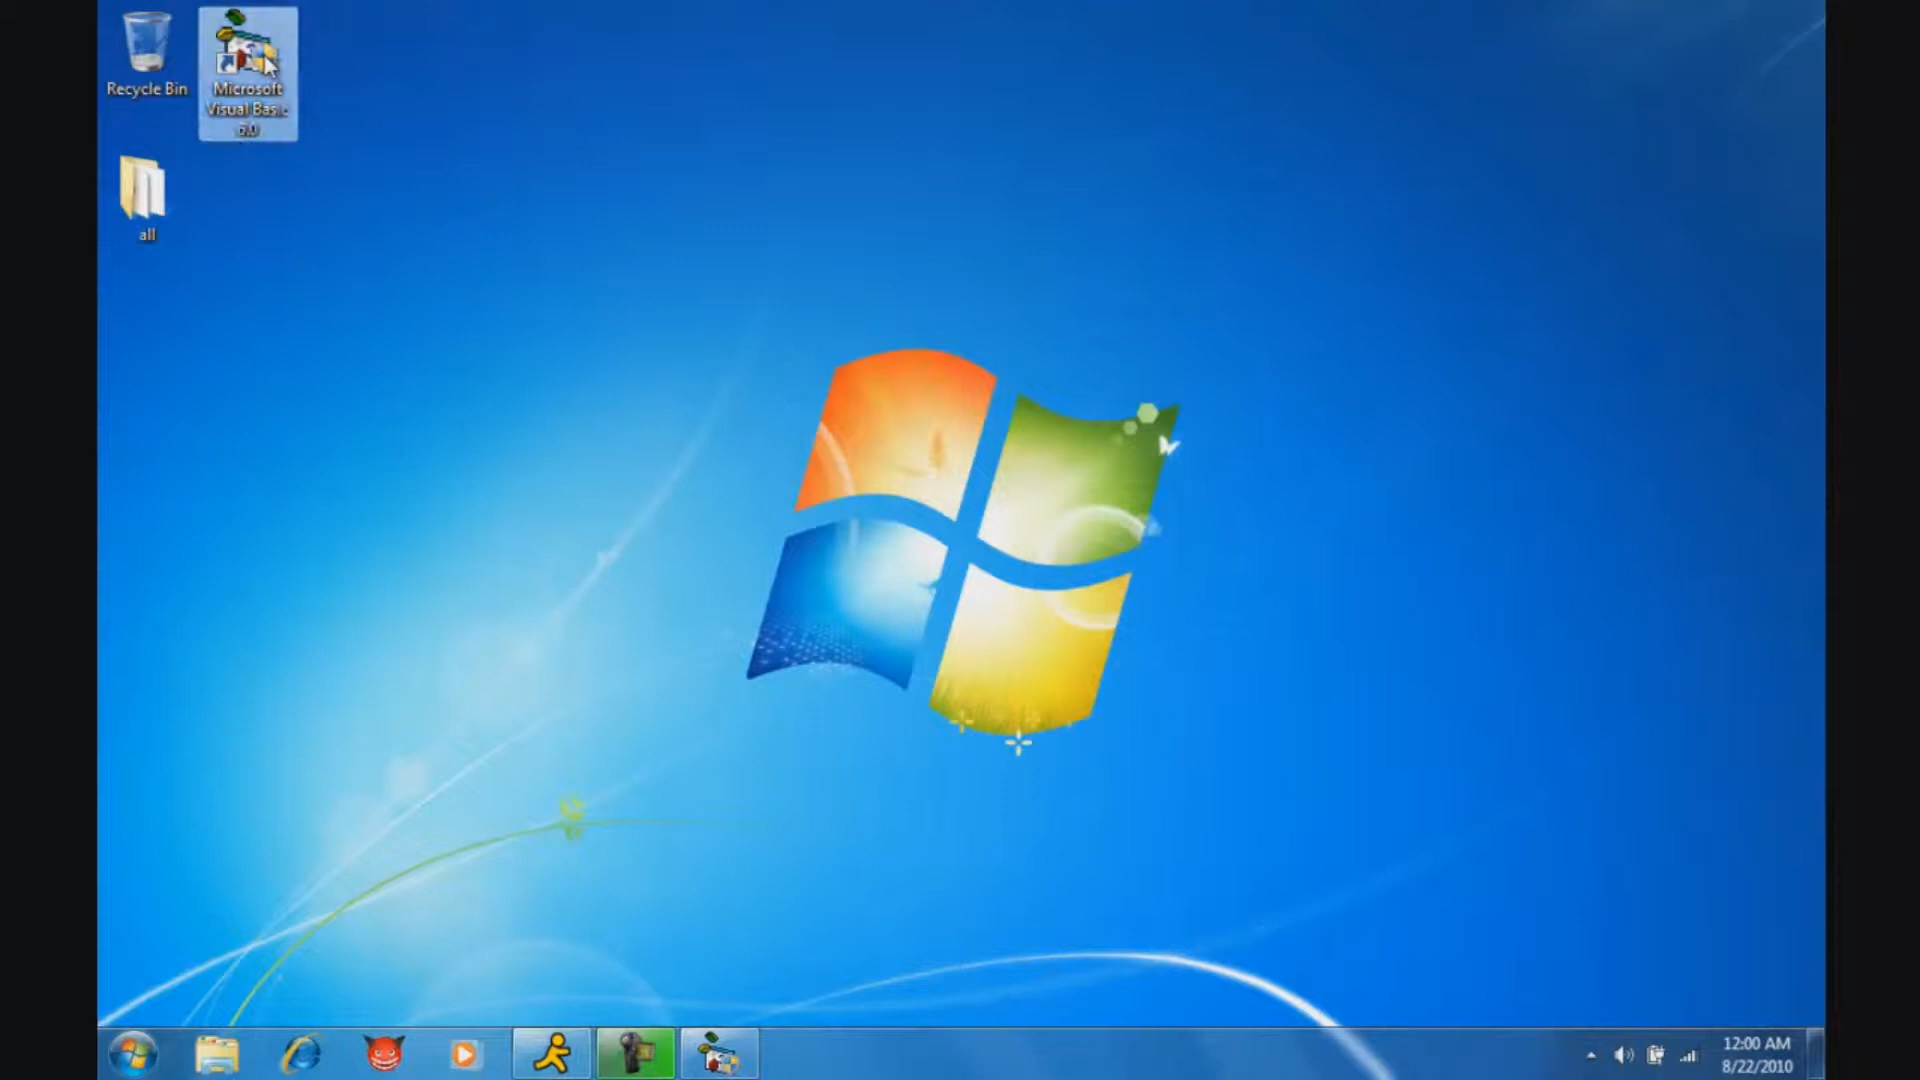 Recycle Bin
Microsoft
Visual Basic
6.0
all
12:00 AM
8/22/2010